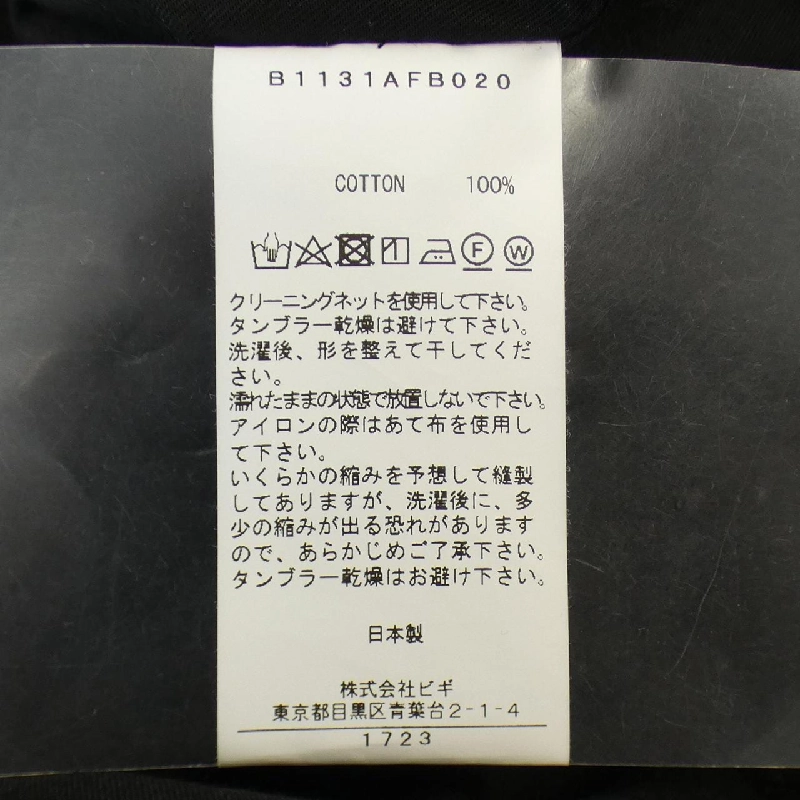 B1131AFB020
COTTON 100%
F W
クリーニングネットを使用して下さい。
タンブラー乾燥は避けて下さい。
洗濯後、形を整えて干してくだ
さい。
濡れたままの状態で放置しないで下さい。
アイロンの際はあて布を使用し
て下さい。
いくらかの縮みを予想して縫製
してありますが、洗濯後に、多
少の縮みが出る恐れがあります
ので、あらかじめご了承下さい。
タンブラー乾燥はお避け下さい。
日本製
株式会社ビギ
東京都目黒区青葉台2-1-4
1723